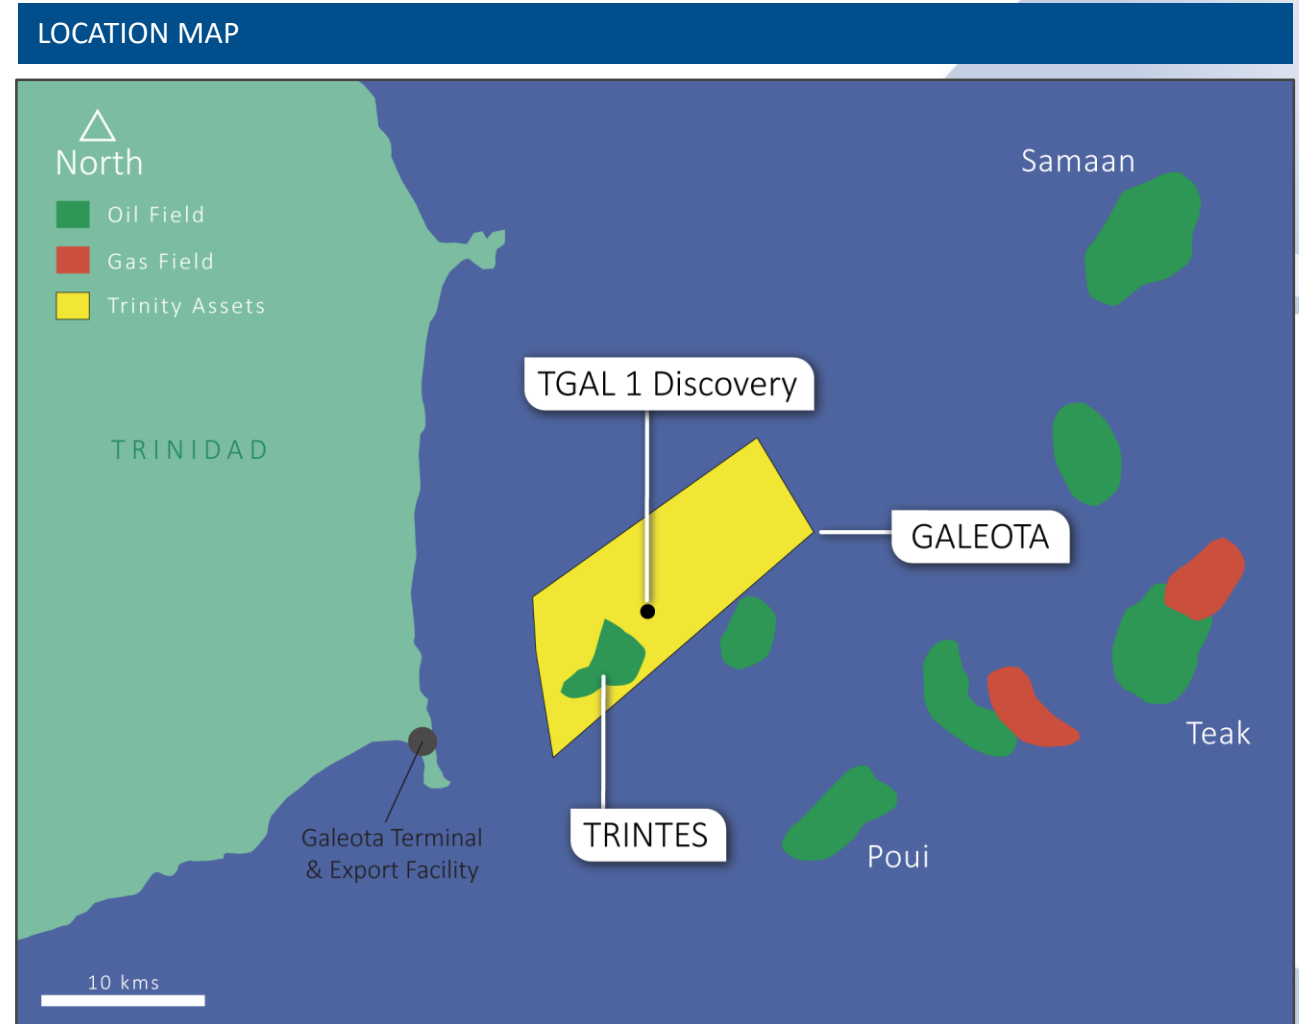 LOCATION MAP
North
Oil Field
Gas Field
Trinity Assets
Samaan
TGAL 1 Discovery
TRINIDAD
GALEOTA
Teak
TRINTES
Galeota Terminal
& Export Facility
Poui
10 kms